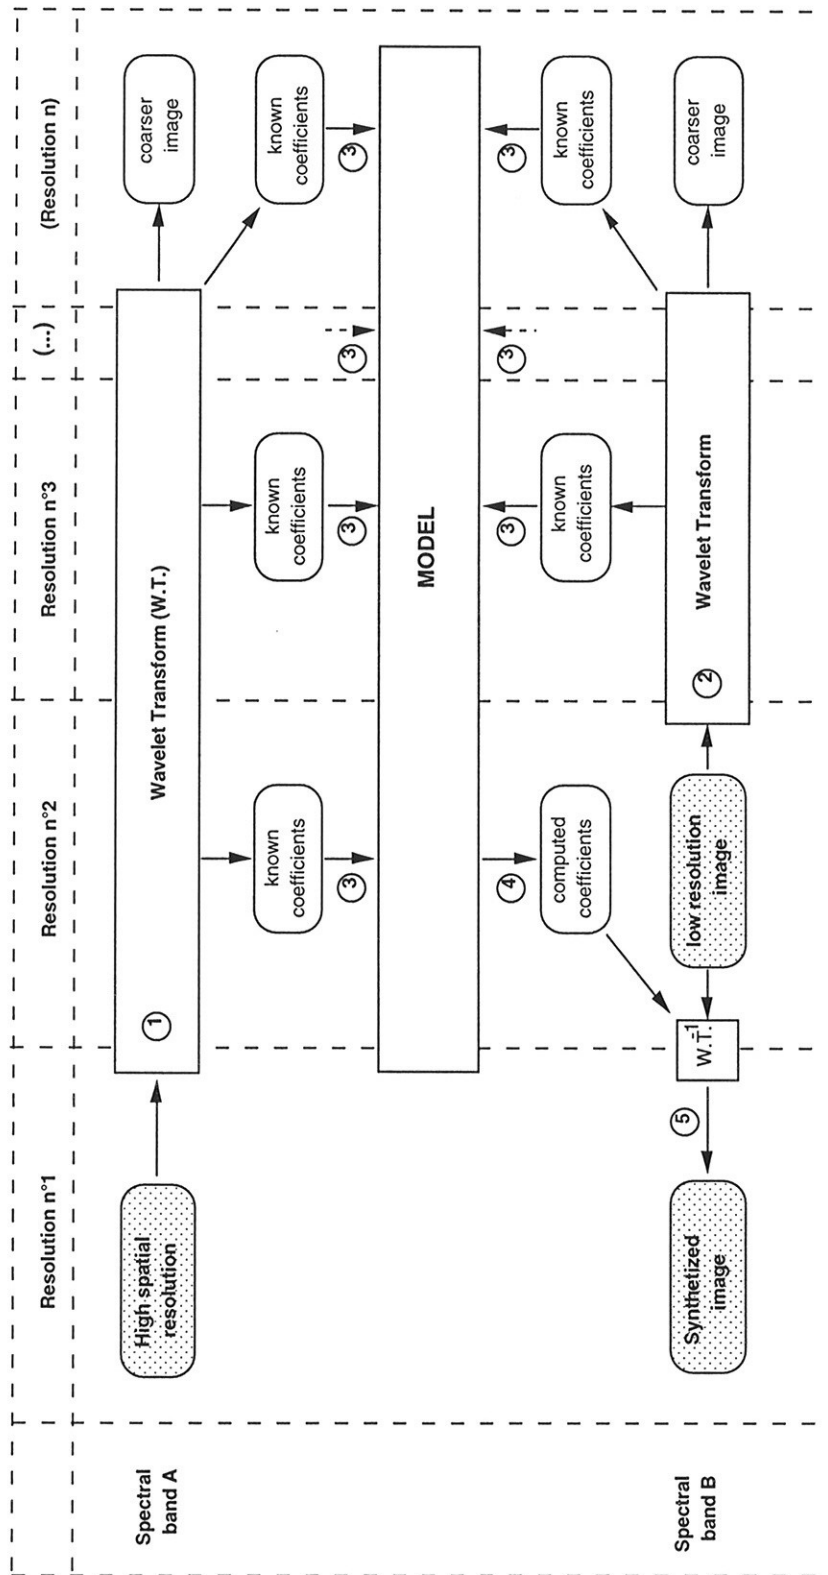 Resolution n°1
Resolution n°2
Resolution n°3
(...)
(Resolution n)
Spectral
band A
High spatial
resolution
1
Wavelet Transform (W.T.)
coarser
image
known
coefficients
known
coefficients
known
coefficients
3
3
3
3
MODEL
4
3
3
3
computed
coefficients
known
coefficients
known
coefficients
Spectral
band B
Synthetized
image
5
W.T.-1
low resolution
image
2
Wavelet Transform
coarser
image